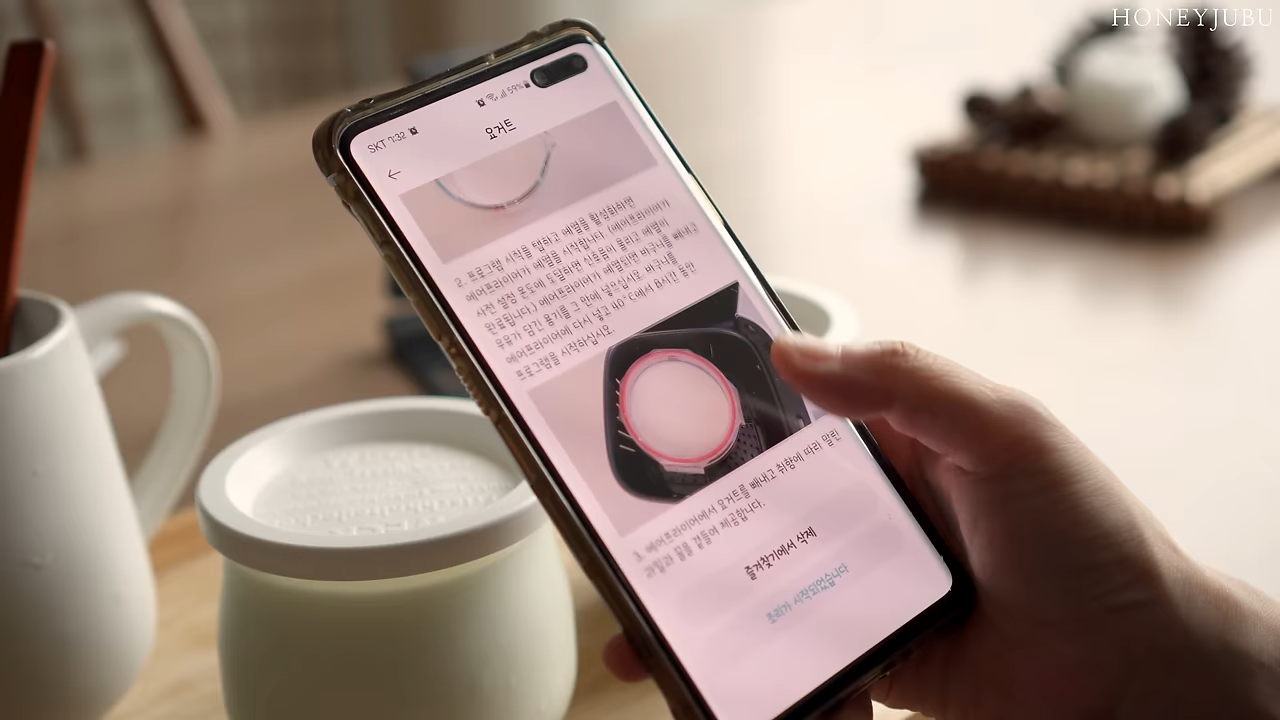 HONEYJUBU
SKT 7:32
59%
요거트
2. 프로그램 시작을 탭하고 예열을 활성화하면
에어프라이어가 예열을 시작합니다. (에어프라이어가
사전 설정 온도에 도달하면 신호음이 울리고 예열이
완료됩니다.) 에어프라이어가 예열되면 바구니를 빼내고
우유가 담긴 용기를 그 안에 넣으십시오. 바구니를
에어프라이어에 다시 넣고 40°C에서 8시간 동안
프로그램을 시작하십시오.
3. 에어프라이어에서 요거트를 빼내고 취향에 따라 말린
과일과 꿀을 곁들여 제공합니다.
즐겨찾기에서 삭제
조리가 시작되었습니다